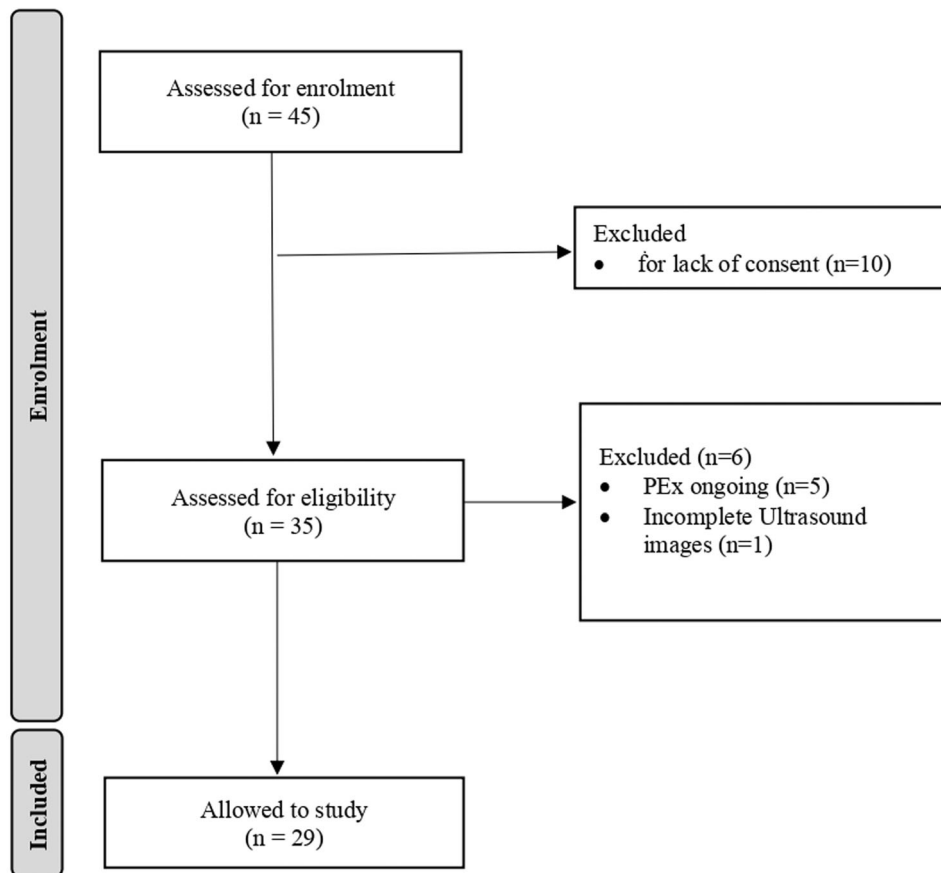 Enrolment
Assessed for enrolment
(n = 45)
Excluded
• for lack of consent (n=10)
Assessed for eligibility
(n = 35)
Excluded (n=6)
• PEx ongoing (n=5)
• Incomplete Ultrasound
images (n=1)
Included
Allowed to study
(n = 29)